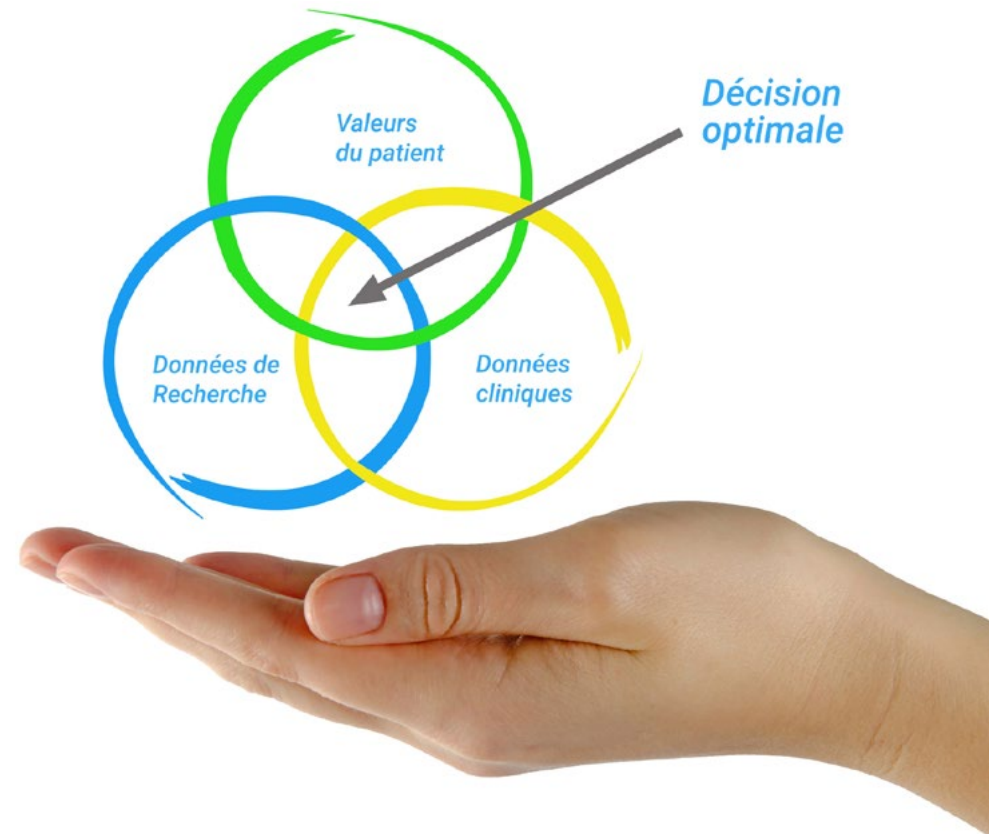 Valeurs
du patient
Décision
optimale
Données de
Recherche
Données
cliniques